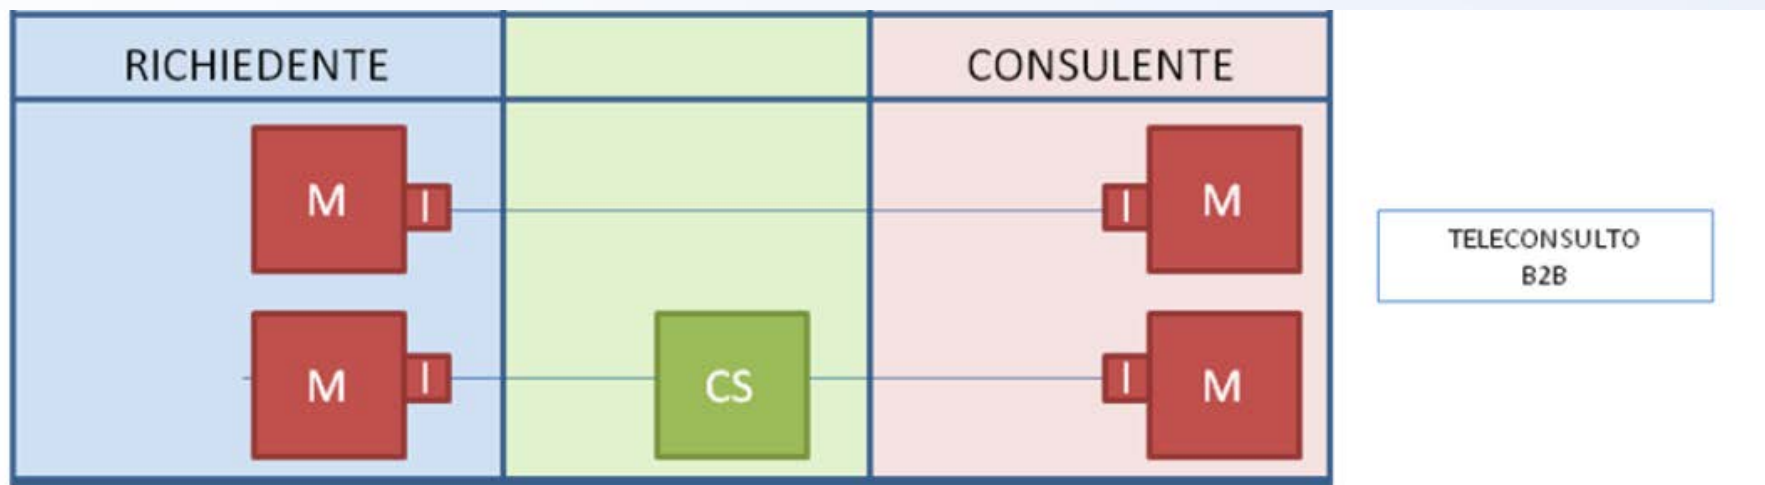 RICHIEDENTE
CONSULENTE
M
I
I
M
TELECONSULTO
B2B
M
I
CS
I
M